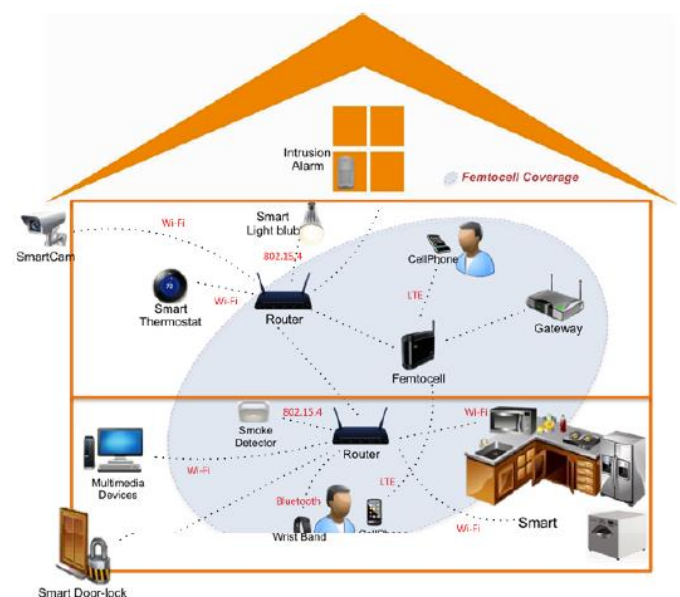 Intrusion
Alarm
Femtocell Coverage
Smart
Light blub
Wi-Fi
SmartCam
802.15.4
CellPhone
Wi-Fi
Smart
Thermostat
Router
LTE
Gateway
Femtocell
802.15.4
Smoke
Detector
Router
Wi-Fi
Multimedia
Devices
Wi-Fi
LTE
Bluetooth
Wrist Band
CellPhone
Wi-Fi
Smart
Smart Door-lock